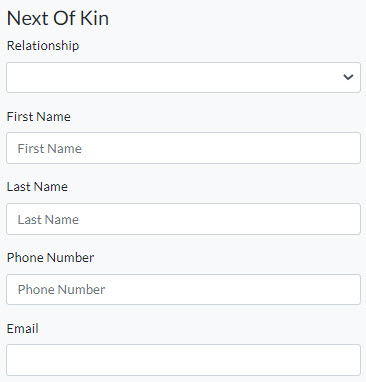 Next Of Kin
Relationship
First Name
First Name
Last Name
Last Name
Phone Number
Phone Number
Email